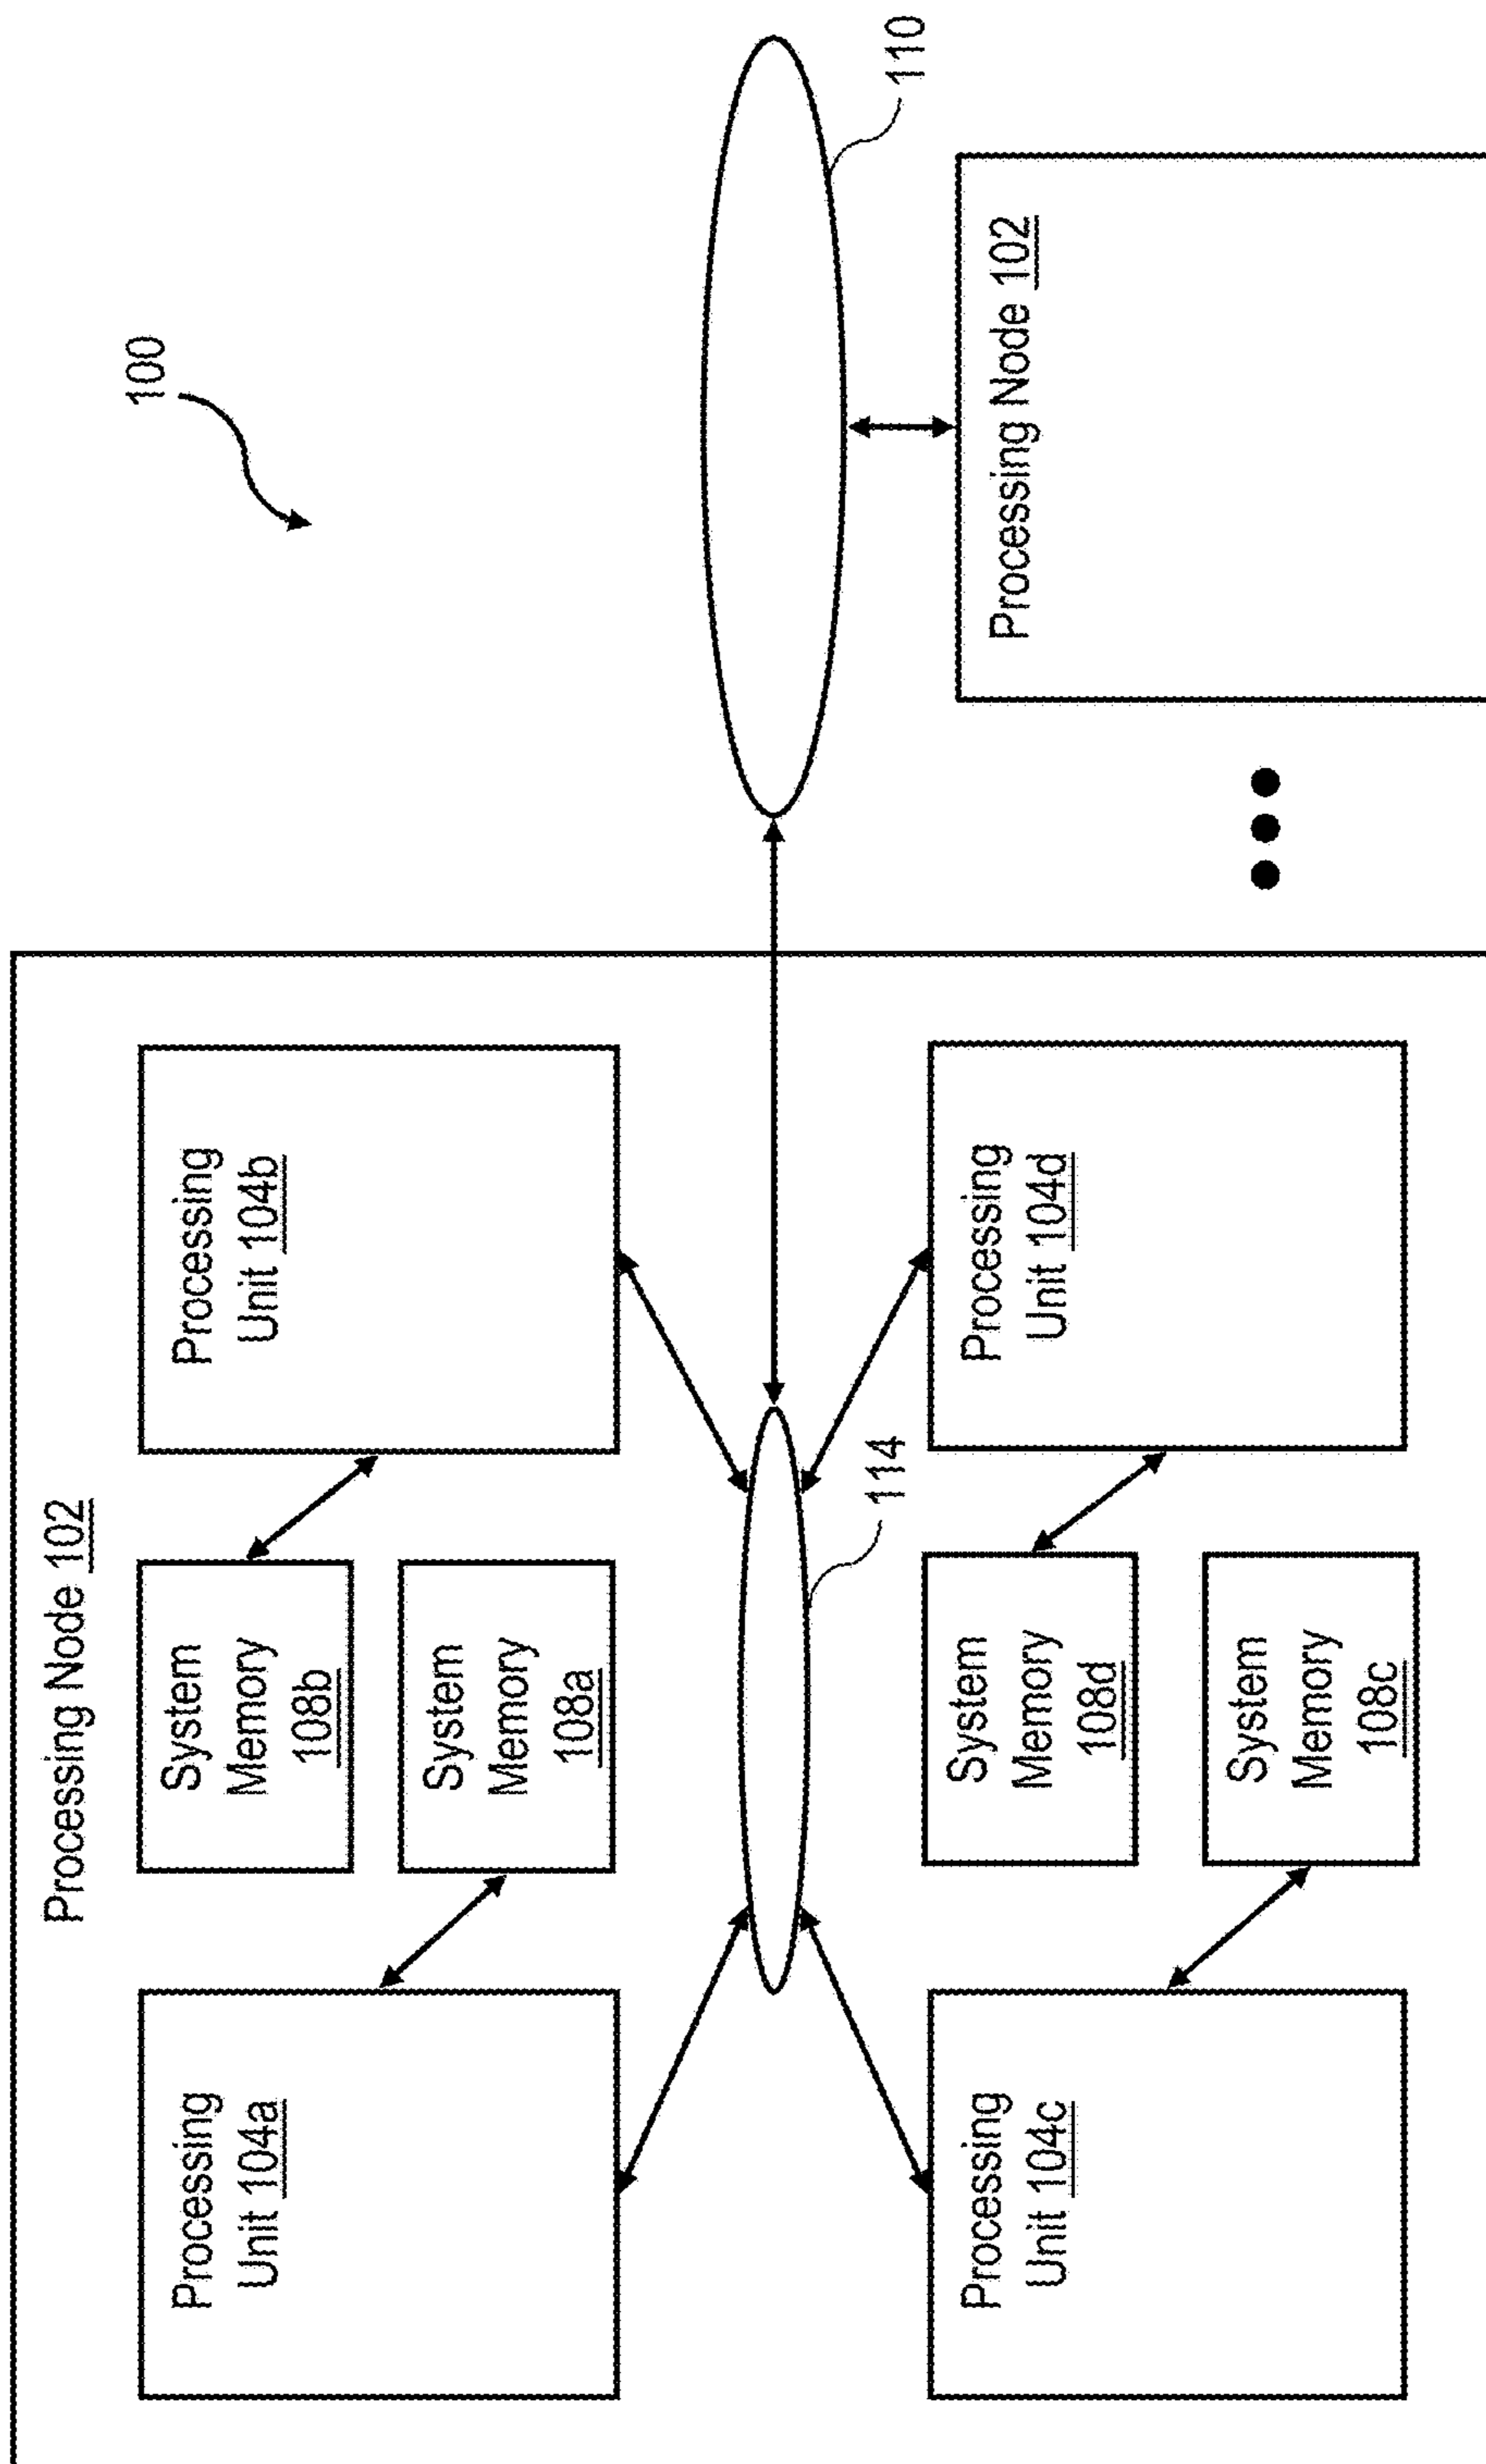 100
Processing Node 102
Processing
Unit 104a
System
Memory
108b
System
Memory
108a
Processing
Unit 104b
114
110
Processing
Unit 104c
System
Memory
108d
System
Memory
108c
Processing
Unit 104d
Processing Node 102